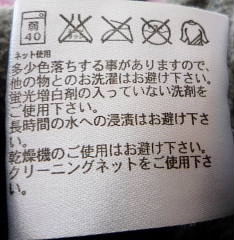 弱
40
ネット使用
多少色落ちする事がありますので、
他の物とのお洗濯はお避け下さい。
蛍光増白剤の入っていない洗剤を
ご使用下さい。
長時間の水への浸漬はお避け下さ
い。
乾燥機のご使用はお避け下さい。
クリーニングネットをご使用下さ
い。